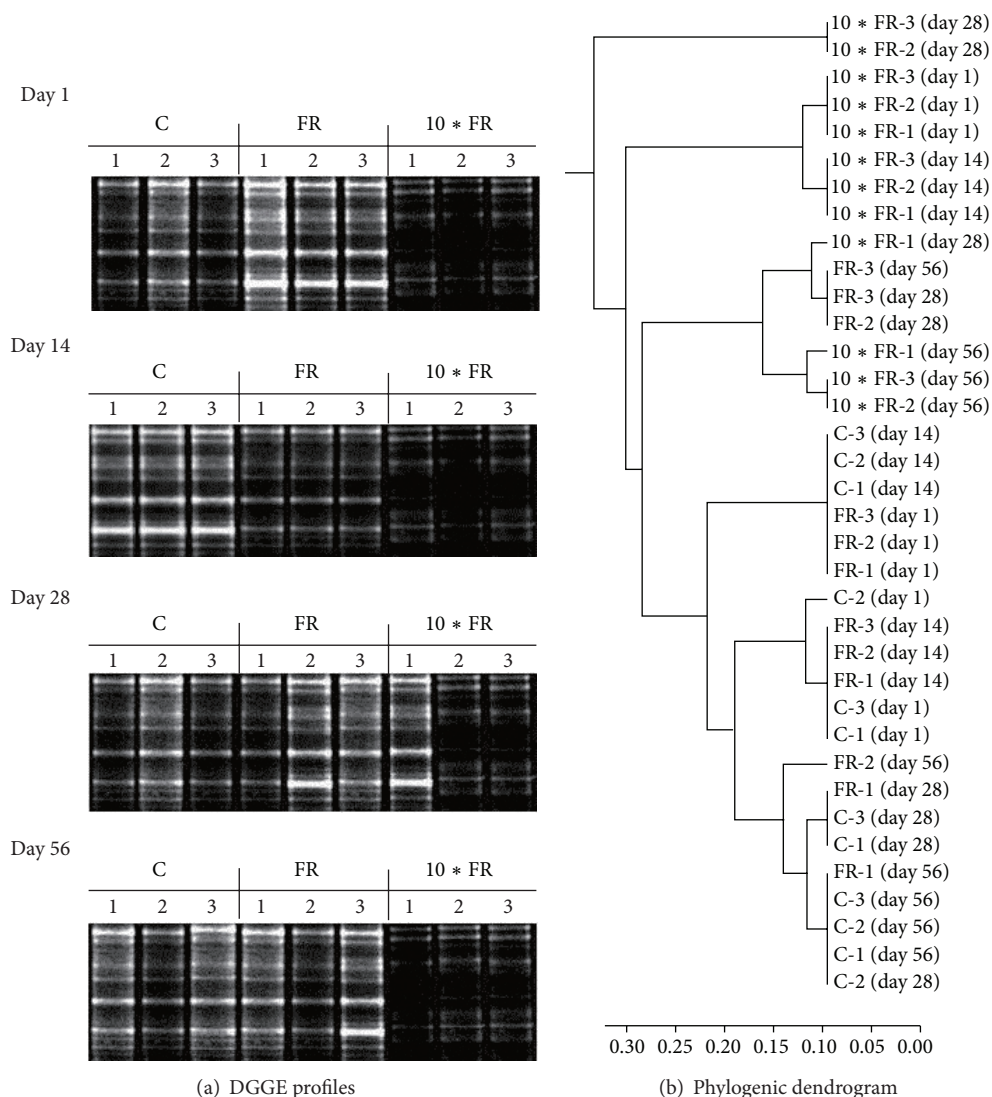 Day 1
C FR 10 * FR
1 2 3 1 2 3 1 2 3
Day 14
C FR 10 * FR
1 2 3 1 2 3 1 2 3
Day 28
C FR 10 * FR
1 2 3 1 2 3 1 2 3
Day 56
C FR 10 * FR
1 2 3 1 2 3 1 2 3
(a) DGGE profiles
10 * FR-3 (day 28)
10 * FR-2 (day 28)
10 * FR-3 (day 1)
10 * FR-2 (day 1)
10 * FR-1 (day 1)
10 * FR-3 (day 14)
10 * FR-2 (day 14)
10 * FR-1 (day 14)
10 * FR-1 (day 28)
FR-3 (day 56)
FR-3 (day 28)
FR-2 (day 28)
10 * FR-1 (day 56)
10 * FR-3 (day 56)
10 * FR-2 (day 56)
C-3 (day 14)
C-2 (day 14)
C-1 (day 14)
FR-3 (day 1)
FR-2 (day 1)
FR-1 (day 1)
C-2 (day 1)
FR-3 (day 14)
FR-2 (day 14)
FR-1 (day 14)
C-3 (day 1)
C-1 (day 1)
FR-2 (day 56)
FR-1 (day 28)
C-3 (day 28)
C-1 (day 28)
FR-1 (day 56)
C-3 (day 56)
C-2 (day 56)
C-1 (day 56)
C-2 (day 28)
0.30 0.25 0.20 0.15 0.10 0.05 0.00
(b) Phylogenic dendrogram